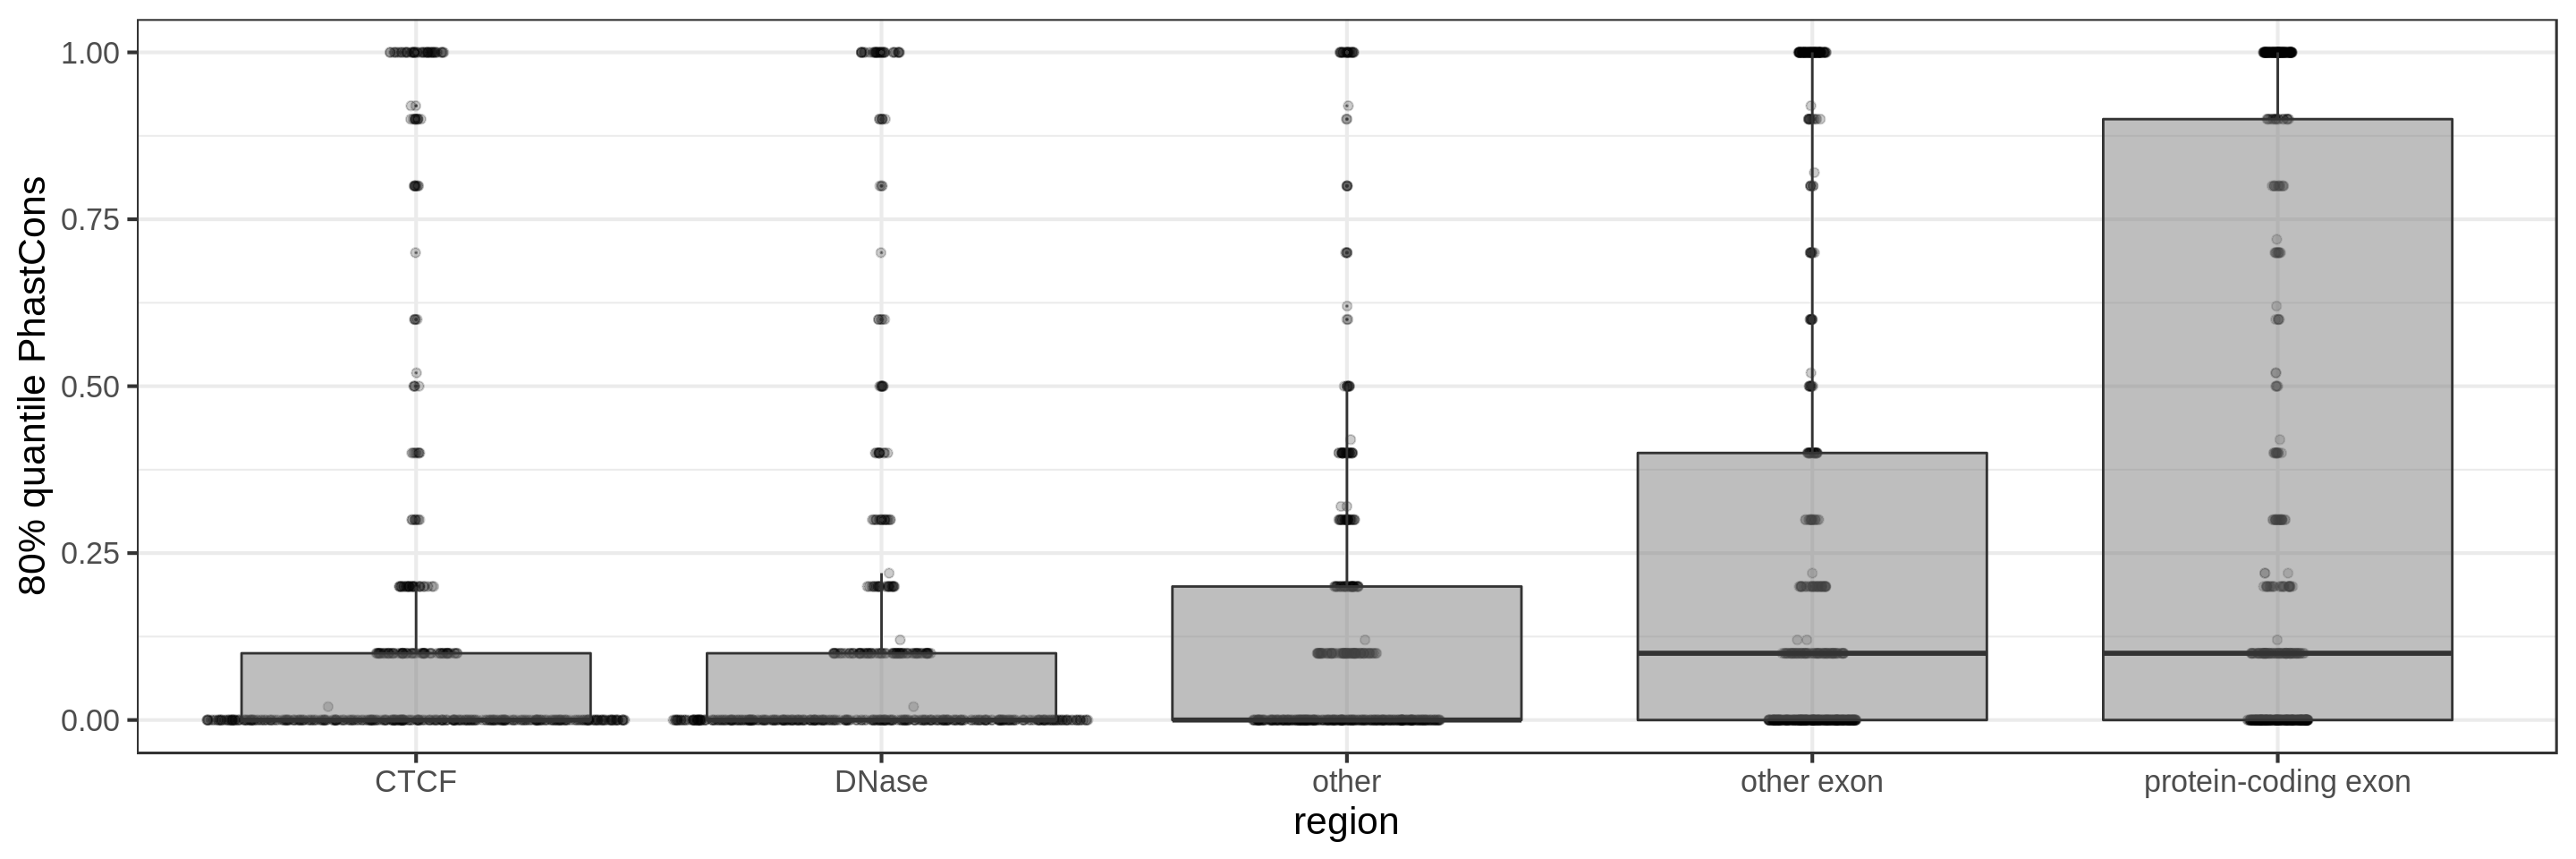 80% quantile PhastCons
1.00
0.75
0.50
0.25
0.00
CTCF
DNase
other
other exon
protein-coding exon
region